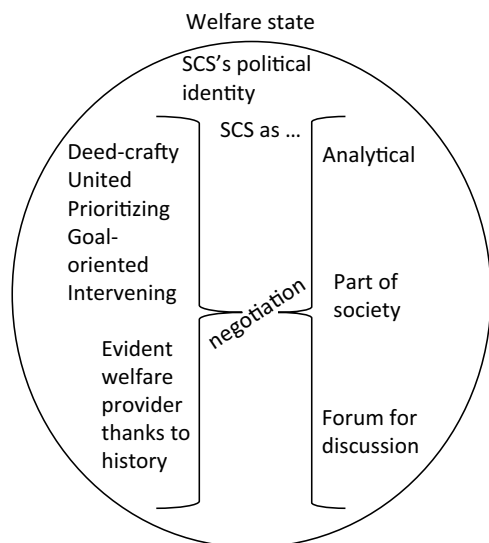 Welfare state
SCS’s political
identity
SCS as …
Deed-crafty
United
Prioritizing
Goal-
oriented
Intervening
Analytical
Part of
society
negotiation
Evident
welfare
provider
thanks to
history
Forum for
discussion